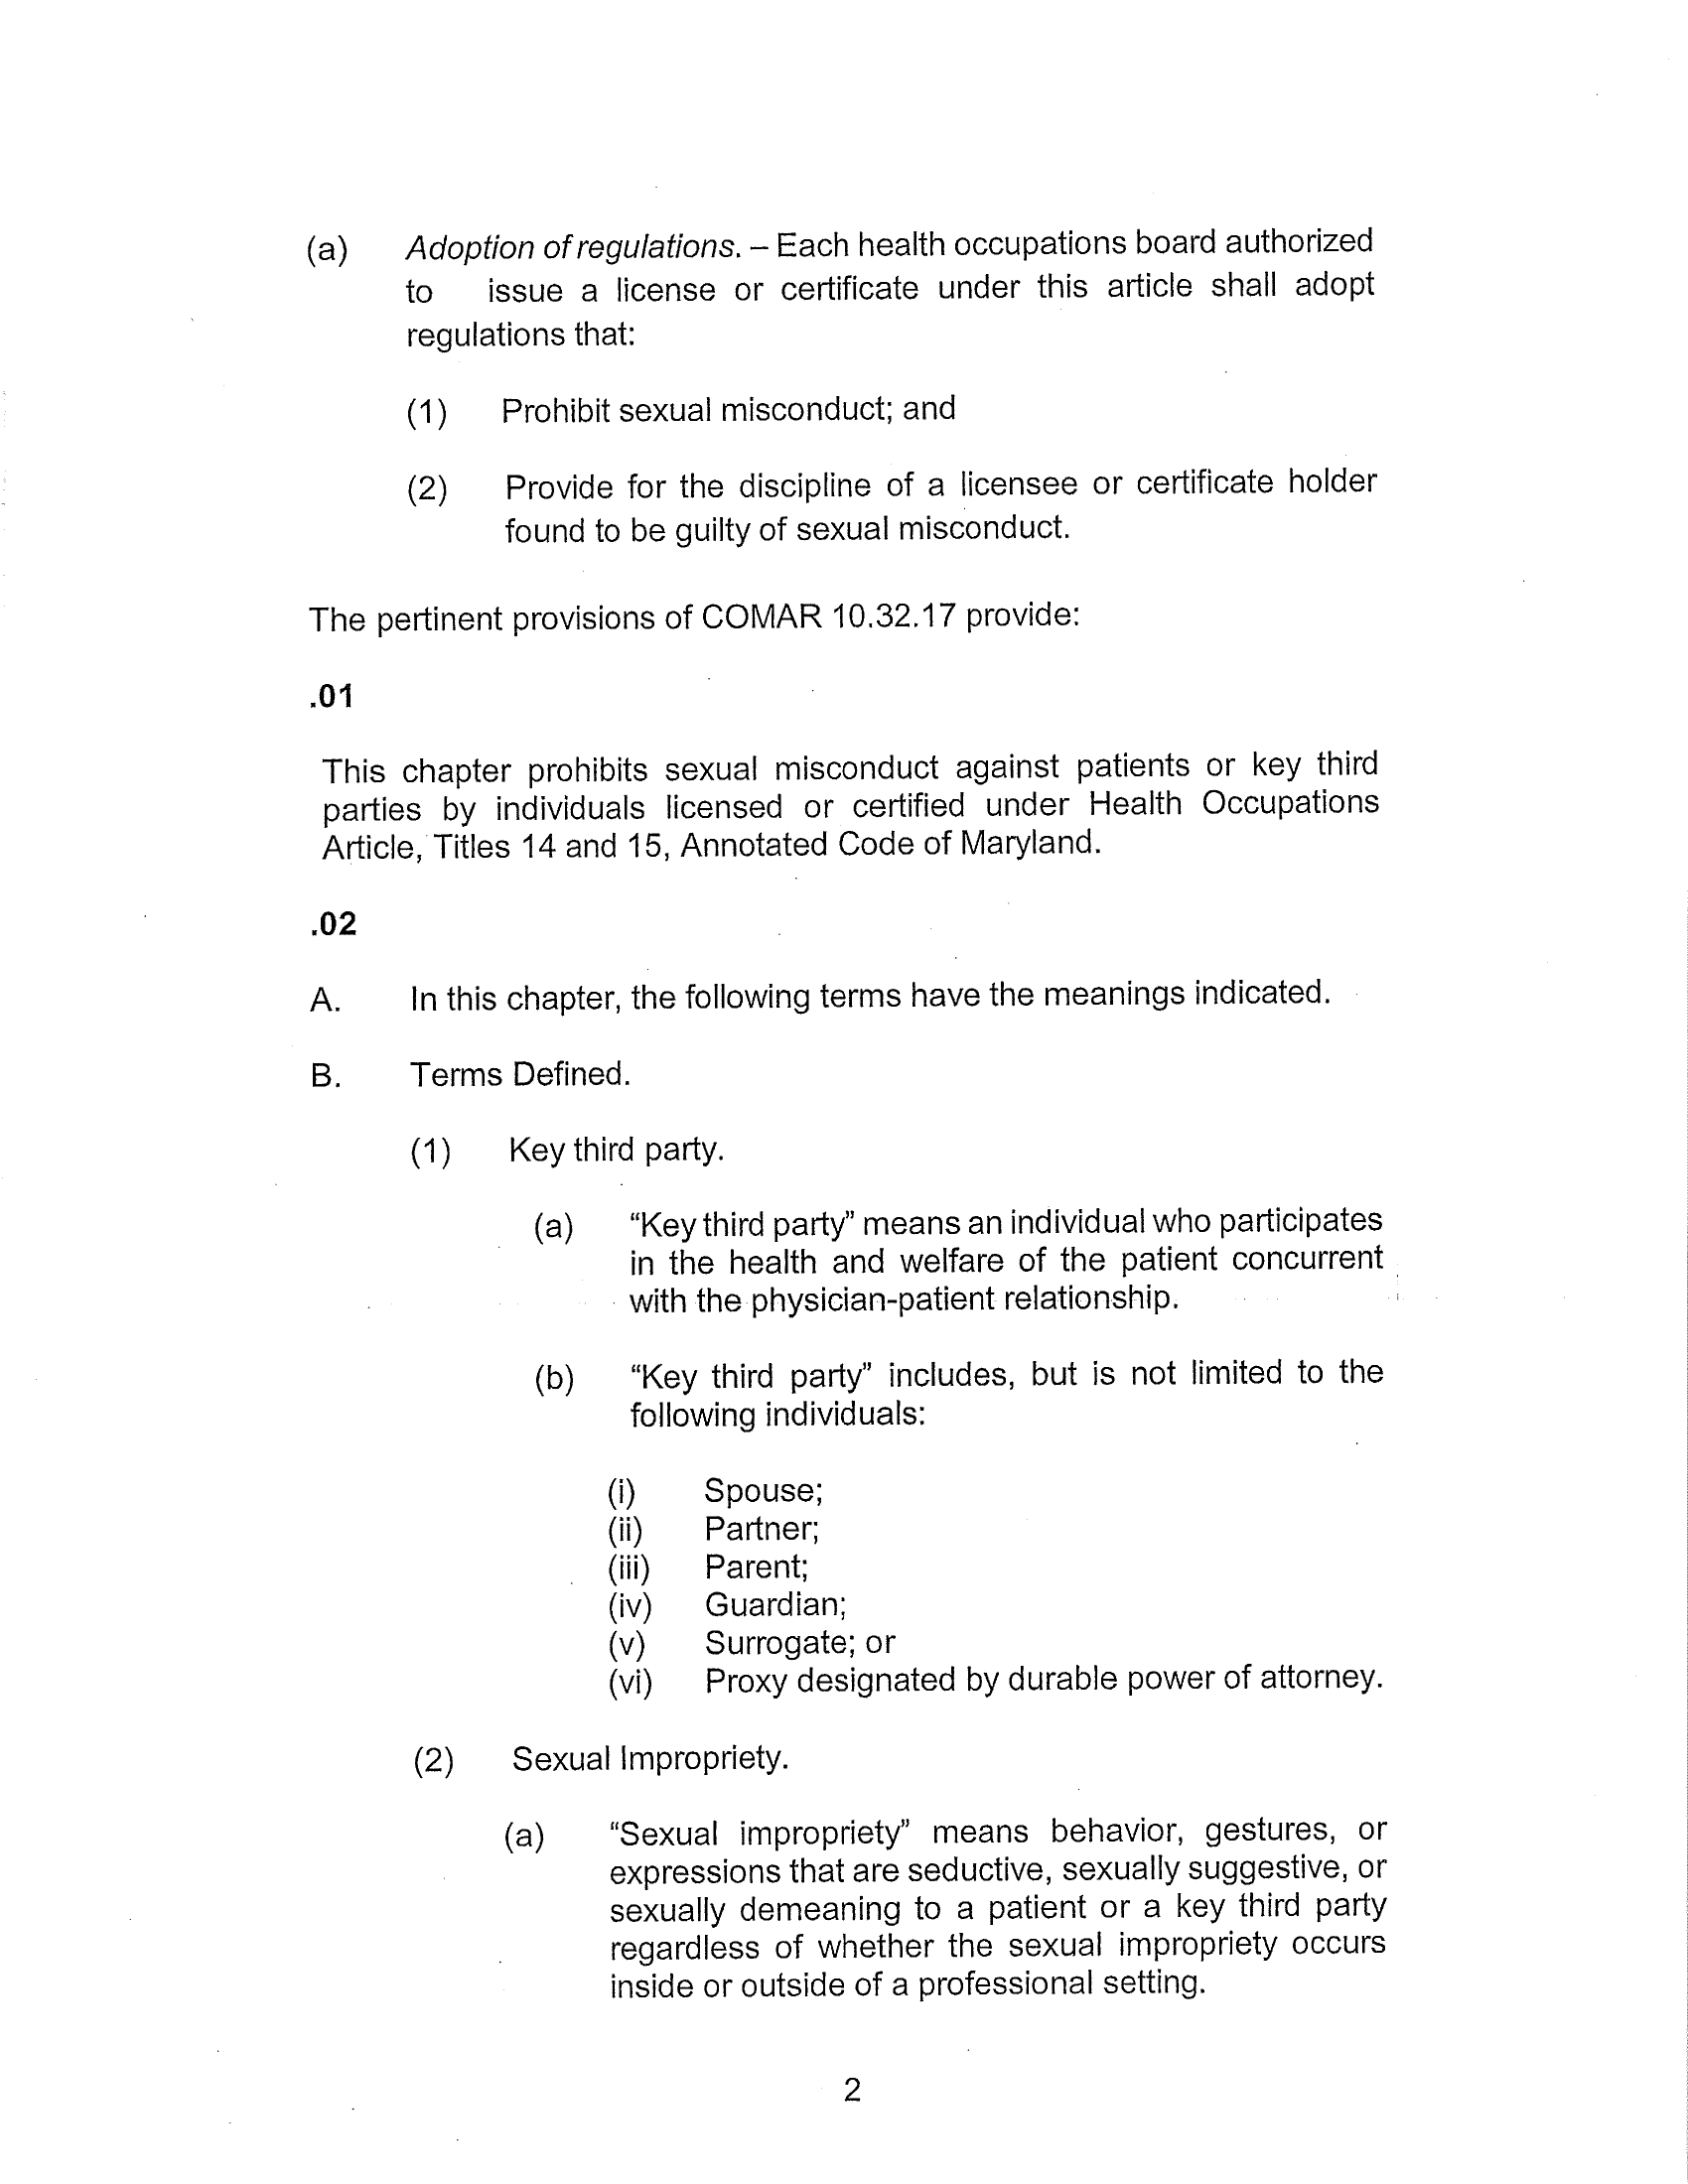 (a) Adoption of regulations. – Each health occupations board authorized
to issue a license or certificate under this article shall adopt
regulations that:
(1) Prohibit sexual misconduct; and
(2) Provide for the discipline of a licensee or certificate holder
found to be guilty of sexual misconduct.
The pertinent provisions of COMAR 10.32.17 provide:
.01
This chapter prohibits sexual misconduct against patients or key third
parties by individuals licensed or certified under Health Occupations
Article, Titles 14 and 15, Annotated Code of Maryland.
.02
A. In this chapter, the following terms have the meanings indicated.
B. Terms Defined.
(1) Key third party.
(a) “Key third party” means an individual who participates
in the health and welfare of the patient concurrent
with the physician-patient relationship.
(b) “Key third party” includes, but is not limited to the
following individuals:
(i) Spouse;
(ii) Partner;
(iii) Parent;
(iv) Guardian;
(v) Surrogate; or
(vi) Proxy designated by durable power of attorney.
(2) Sexual Impropriety.
(a) “Sexual impropriety” means behavior, gestures, or
expressions that are seductive, sexually suggestive, or
sexually demeaning to a patient or a key third party
regardless of whether the sexual impropriety occurs
inside or outside of a professional setting.
2